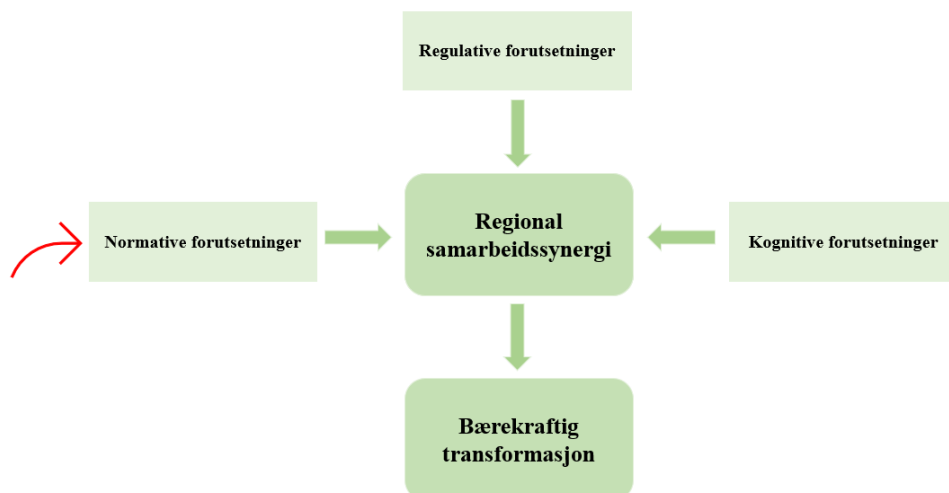 Regulative forutsetninger
Normative forutsetninger
Regional
samarbeidssynergi
Kognitive forutsetninger
Bærekraftig
transformasjon